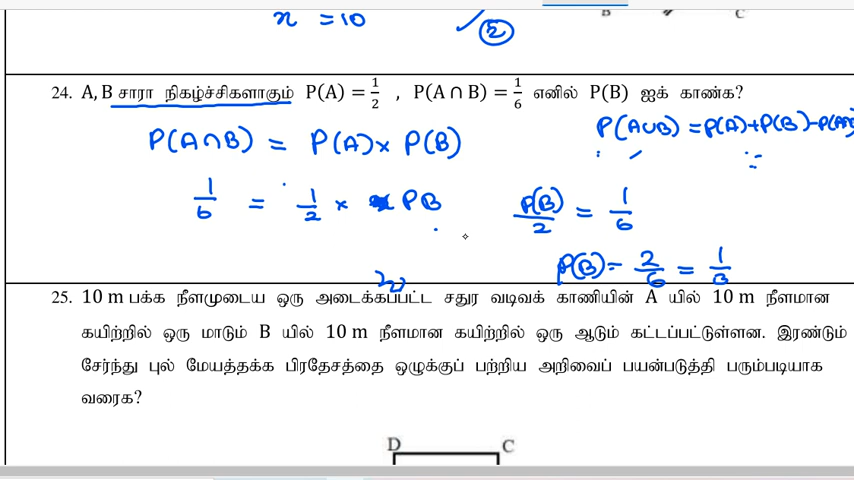 x = 10
5
B C
24. A, B சாரா நிகழ்ச்சிகளாகும் P(A) = 1/2 , P(A ∩ B) = 1/6 எனில் P(B) ஐக் காண்க?
P(A∪B) = P(A)+P(B)-P(A∩B)
P(A∩B) = P(A) × P(B)
1/6 = 1/2 × PB
P(B)/2 = 1/6
P(B) = 2/6 = 1/3
25. 10 m பக்க நீளமுடைய ஒரு அடைக்கப்பட்ட சதுர வடிவக் காணியின் A யில் 10 m நீளமான
கயிற்றில் ஒரு மாடும் B யில் 10 m நீளமான கயிற்றில் ஒரு ஆடும் கட்டப்பட்டுள்ளன. இரண்டும்
சேர்ந்து புல் மேயத்தக்க பிரதேசத்தை ஒழுக்குப் பற்றிய அறிவைப் பயன்படுத்தி பரும்படியாக
வரைக?
D C